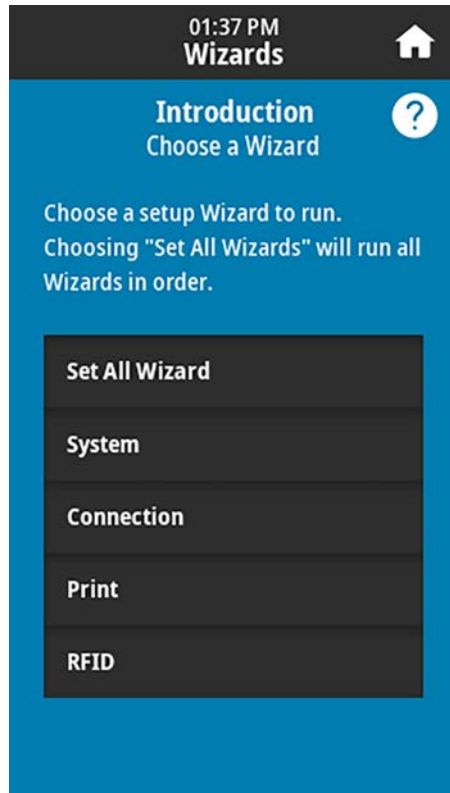 01:37 PM
Wizards
Introduction
?
Choose a Wizard
Choose a setup Wizard to run.
Choosing "Set All Wizards" will run all
Wizards in order.
Set All Wizard
System
Connection
Print
RFID